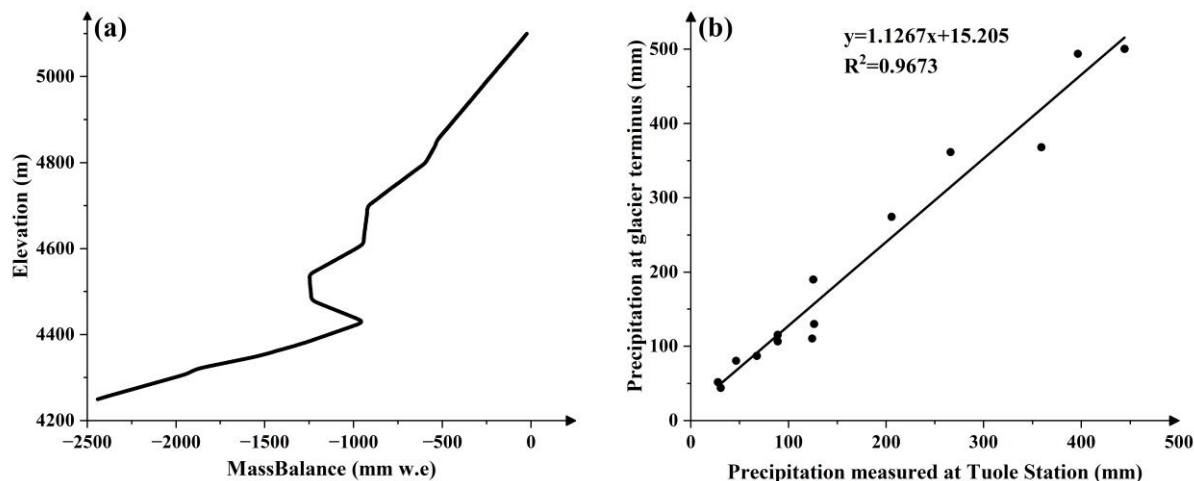 (a)
Elevation (m)
5000
4800
4600
4400
4200
−2500
−2000
−1500
−1000
−500
0
MassBalance (mm w.e)
(b)
y=1.1267x+15.205
R²=0.9673
Precipitation at glacier terminus (mm)
500
400
300
200
100
0
0
100
200
300
400
500
Precipitation measured at Tuole Station (mm)